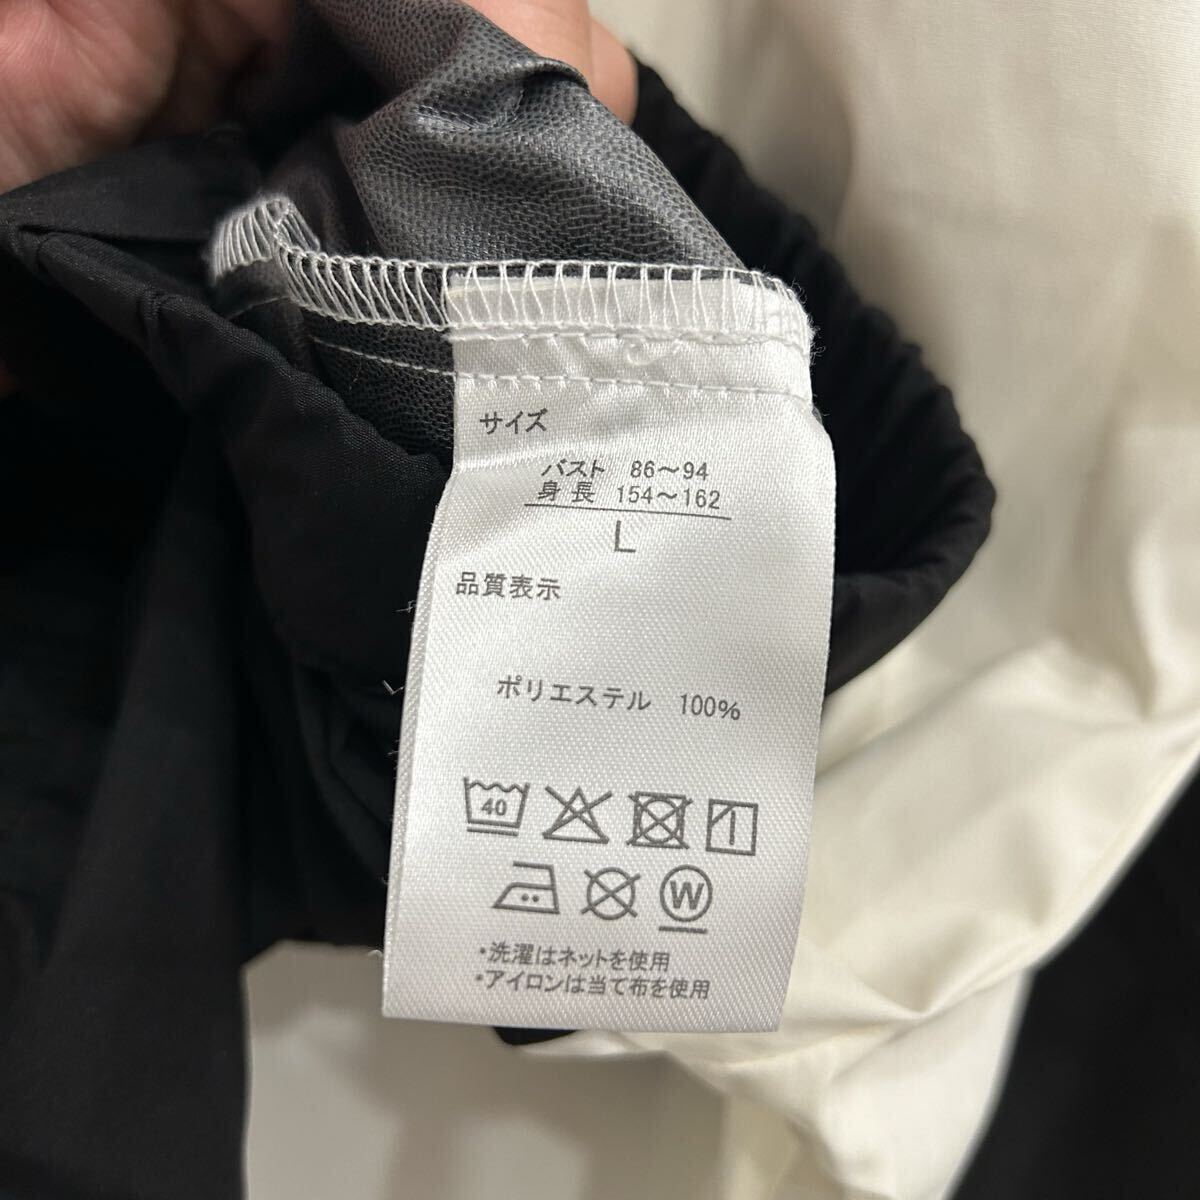 サイズ
バスト 86～94
身長 154～162
L
品質表示
ポリエステル 100%
40
W
・洗濯はネットを使用
・アイロンは当て布を使用